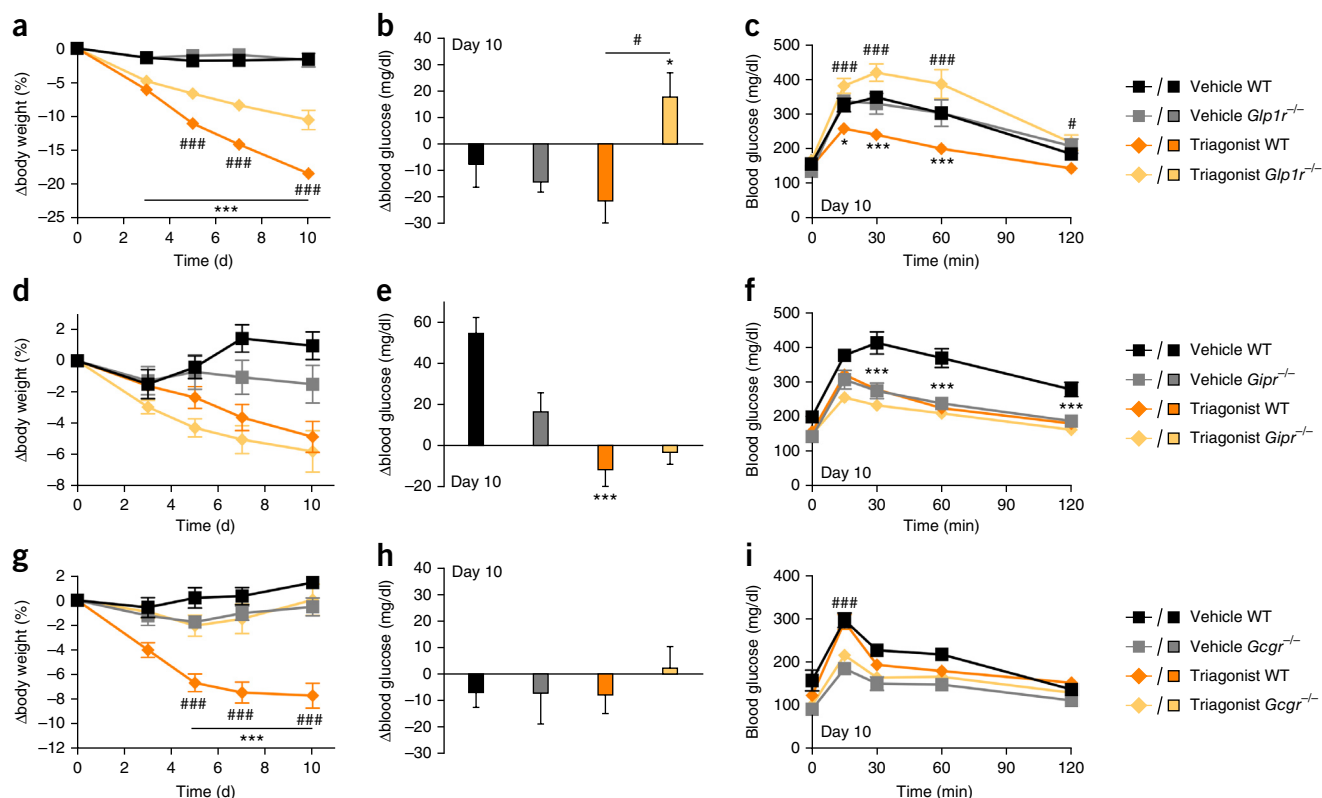 a
Δbody weight (%)
0
–5
–10
–15
–20
–25
### ### ###
***
0 2 4 6 8 10
Time (d)
b
Δblood glucose (mg/dl)
40
30
20
10
0
–10
–20
–30
Day 10
#
*
c
Blood glucose (mg/dl)
500
400
300
200
100
0
### ### ### #
* *** ***
Day 10
0 30 60 90 120
Time (min)
/ Vehicle WT
/ Vehicle Glp1r–/–
/ Triagonist WT
/ Triagonist Glp1r–/–
d
Δbody weight (%)
2
0
–2
–4
–6
–8
0 2 4 6 8 10
Time (d)
e
Δblood glucose (mg/dl)
60
40
20
0
–20
Day 10
***
f
Blood glucose (mg/dl)
500
400
300
200
100
0
*** *** ***
Day 10
0 30 60 90 120
Time (min)
/ Vehicle WT
/ Vehicle Gipr–/–
/ Triagonist WT
/ Triagonist Gipr–/–
g
Δbody weight (%)
2
0
–2
–4
–6
–8
–10
–12
### ### ###
***
0 2 4 6 8 10
Time (d)
h
Δblood glucose (mg/dl)
40
30
20
10
0
–10
–20
–30
Day 10
i
Blood glucose (mg/dl)
400
300
200
100
0
###
Day 10
0 30 60 90 120
Time (min)
/ Vehicle WT
/ Vehicle Gcgr–/–
/ Triagonist WT
/ Triagonist Gcgr–/–